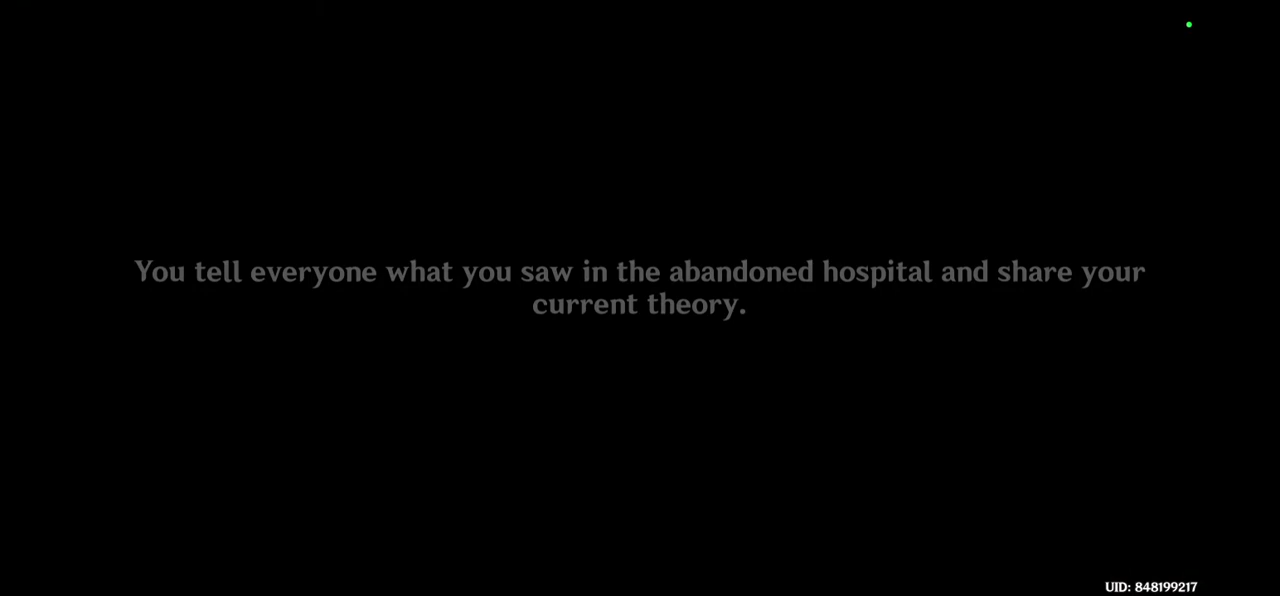 You tell everyone what you saw in the abandoned hospital and share your
current theory.
UID: 848199217